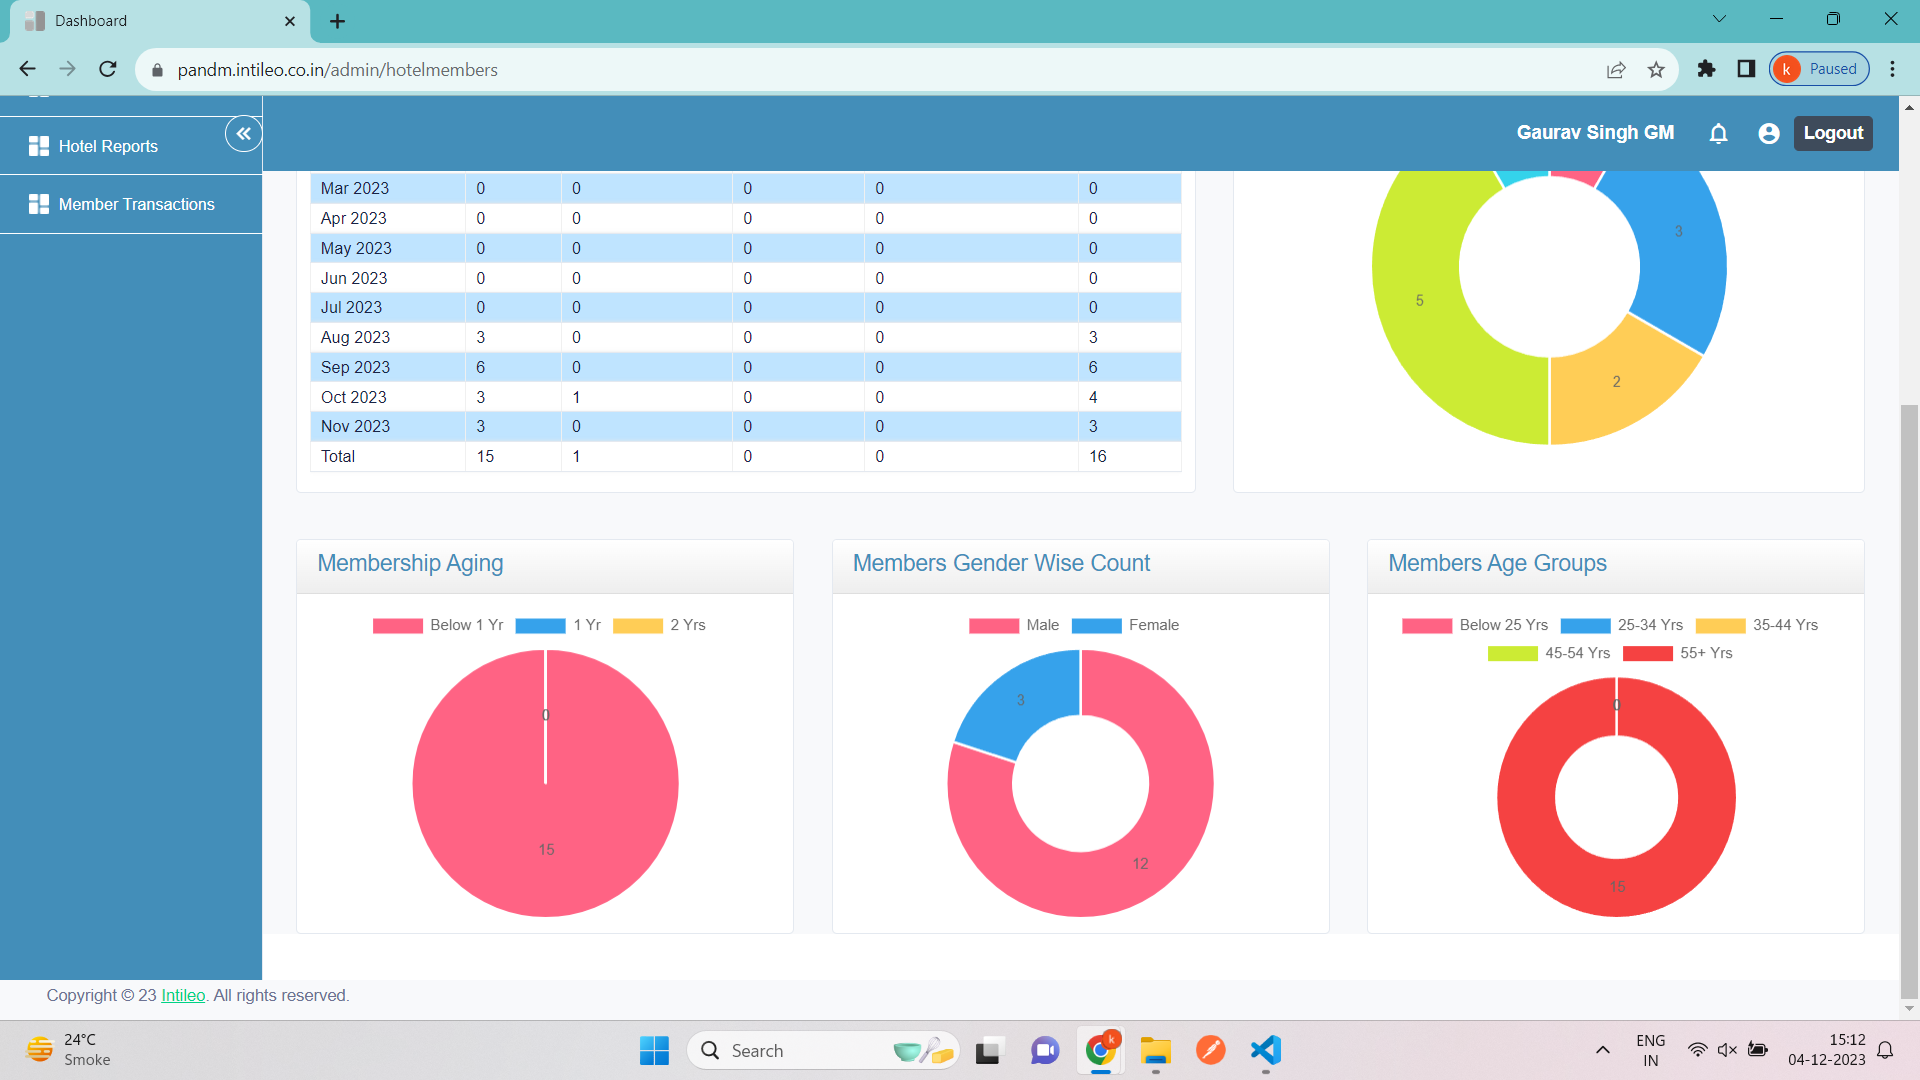 Dashboard
pandm.intileo.co.in/admin/hotelmembers
k Paused
Hotel Reports
Member Transactions
Gaurav Singh GM
Logout
Mar 2023 0 0 0 0 0
Apr 2023 0 0 0 0 0
May 2023 0 0 0 0 0
Jun 2023 0 0 0 0 0
Jul 2023 0 0 0 0 0
Aug 2023 3 0 0 0 3
Sep 2023 6 0 0 0 6
Oct 2023 3 1 0 0 4
Nov 2023 3 0 0 0 3
Total 15 1 0 0 16
3
5
2
Membership Aging
Below 1 Yr 1 Yr 2 Yrs
0
15
Members Gender Wise Count
Male Female
3
12
Members Age Groups
Below 25 Yrs 25-34 Yrs 35-44 Yrs
45-54 Yrs 55+ Yrs
0
15
Copyright © 23 Intileo. All rights reserved.
24°C
Smoke
Search
k
ENG
IN
15:12
04-12-2023